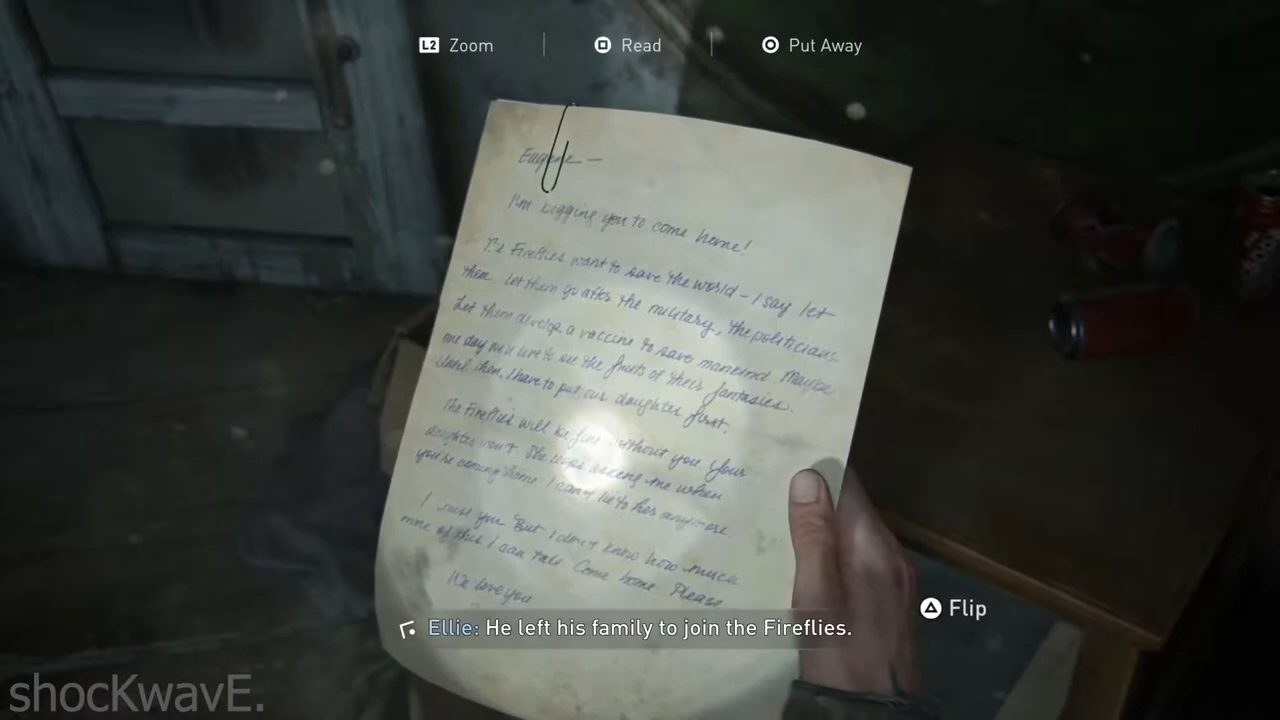 L2 Zoom
Read
Put Away
Eugene —
I'm begging you to come home!
The Fireflies want to save the world - I say let
them. Let them go after the military, the politicians.
Let them develop a vaccine to save mankind. Maybe
one day we'll live to see the fruits of their fantasies.
Until then, I have to put our daughter first.
The Fireflies will be fine without you. Your
daughter won't. She keeps asking me when
you're coming home. I can't lie to her anymore.
I miss you. But I don't know how much
more of this I can take. Come home. Please.
We love you
Flip
Ellie: He left his family to join the Fireflies.
shocKwavE.